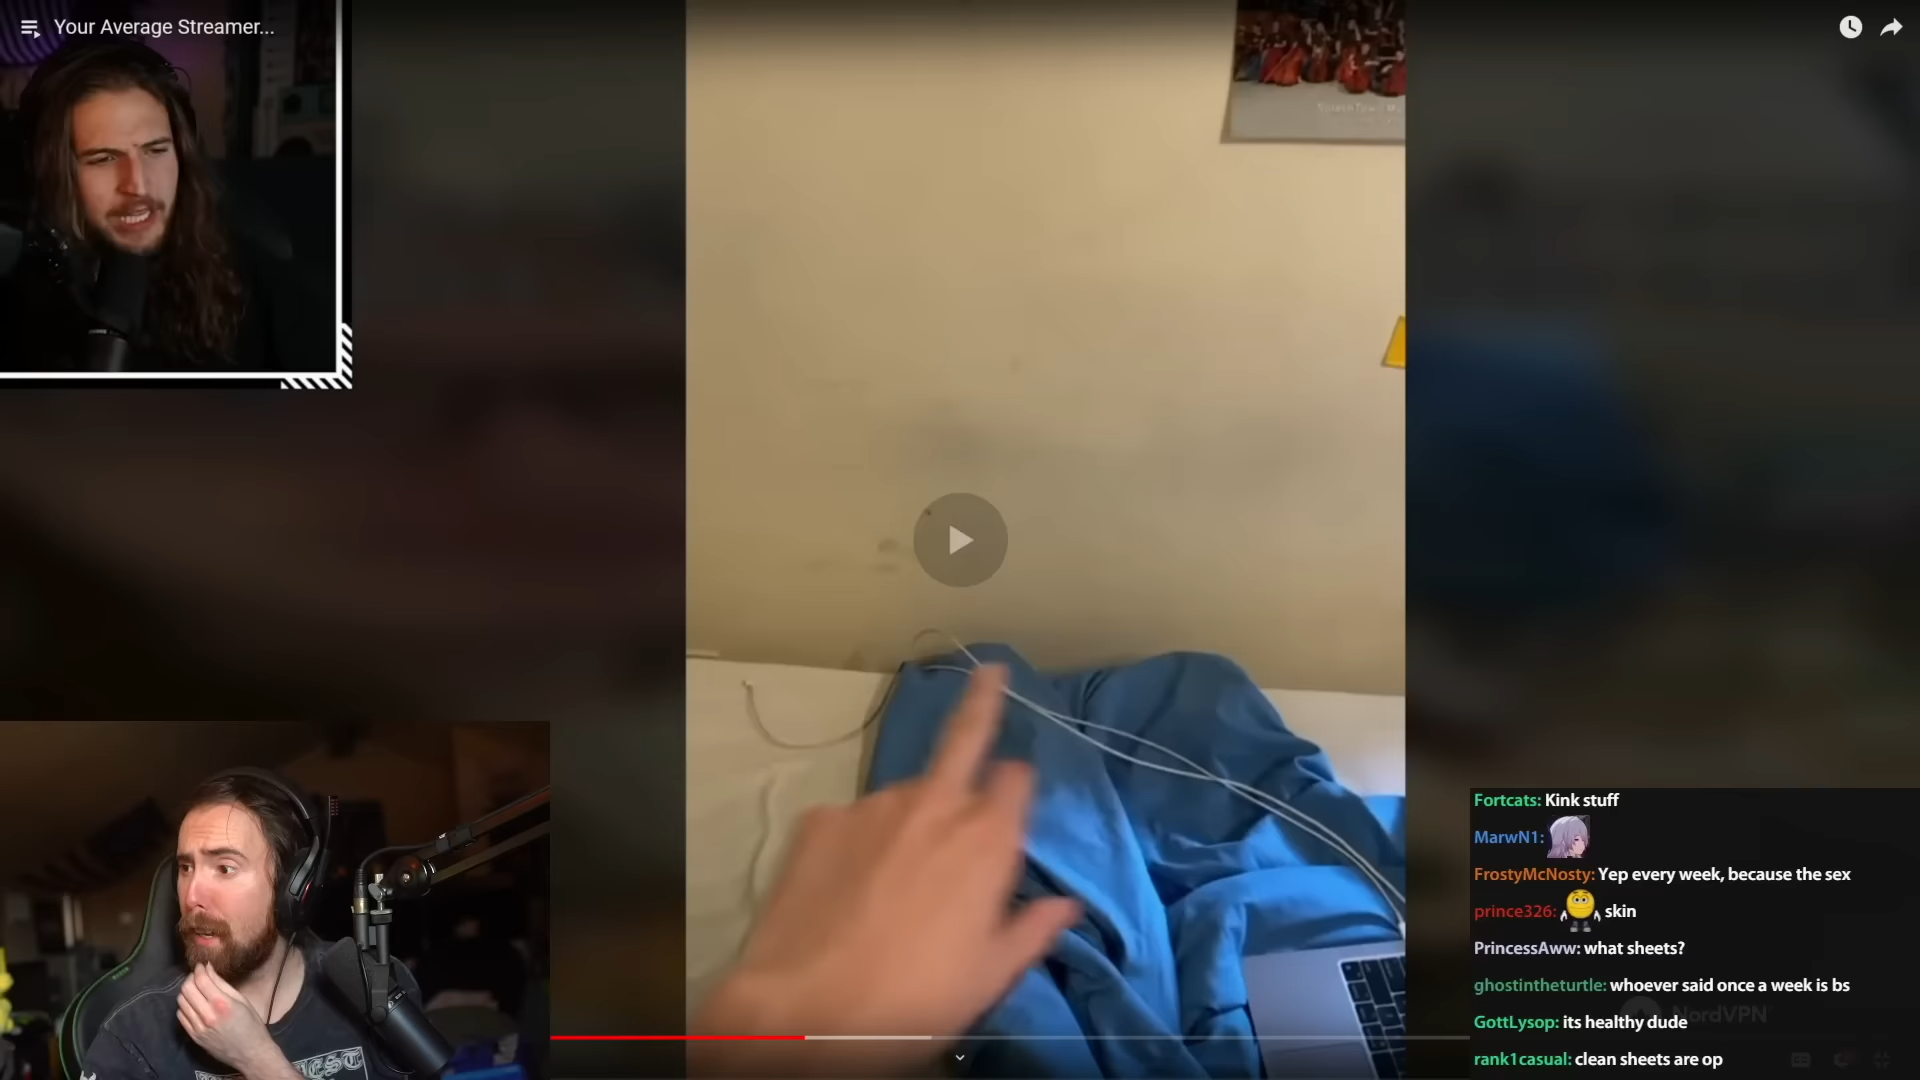 Your Average Streamer...
Fortcats: Kink stuff
MarwN1:
FrostyMcNosty: Yep every week, because the sex
prince326: skin
PrincessAww: what sheets?
ghostintheturtle: whoever said once a week is bs
NordVPN
GottLysop: its healthy dude
rank1casual: clean sheets are op